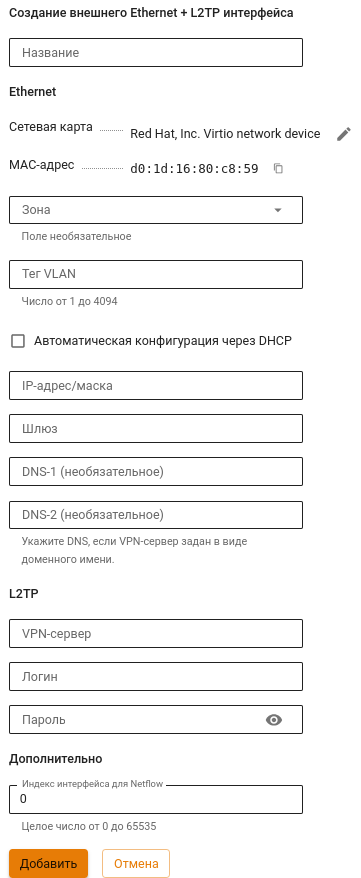 Создание внешнего Ethernet + L2TP интерфейса
Название
Ethernet
Сетевая карта Red Hat, Inc. Virtio network device
MAC-адрес d0:1d:16:80:c8:59
Зона
Поле необязательное
Тег VLAN
Число от 1 до 4094
Автоматическая конфигурация через DHCP
IP-адрес/маска
Шлюз
DNS-1 (необязательное)
DNS-2 (необязательное)
Укажите DNS, если VPN-сервер задан в виде
доменного имени.
L2TP
VPN-сервер
Логин
Пароль
Дополнительно
Индекс интерфейса для Netflow
0
Целое число от 0 до 65535
Добавить Отмена